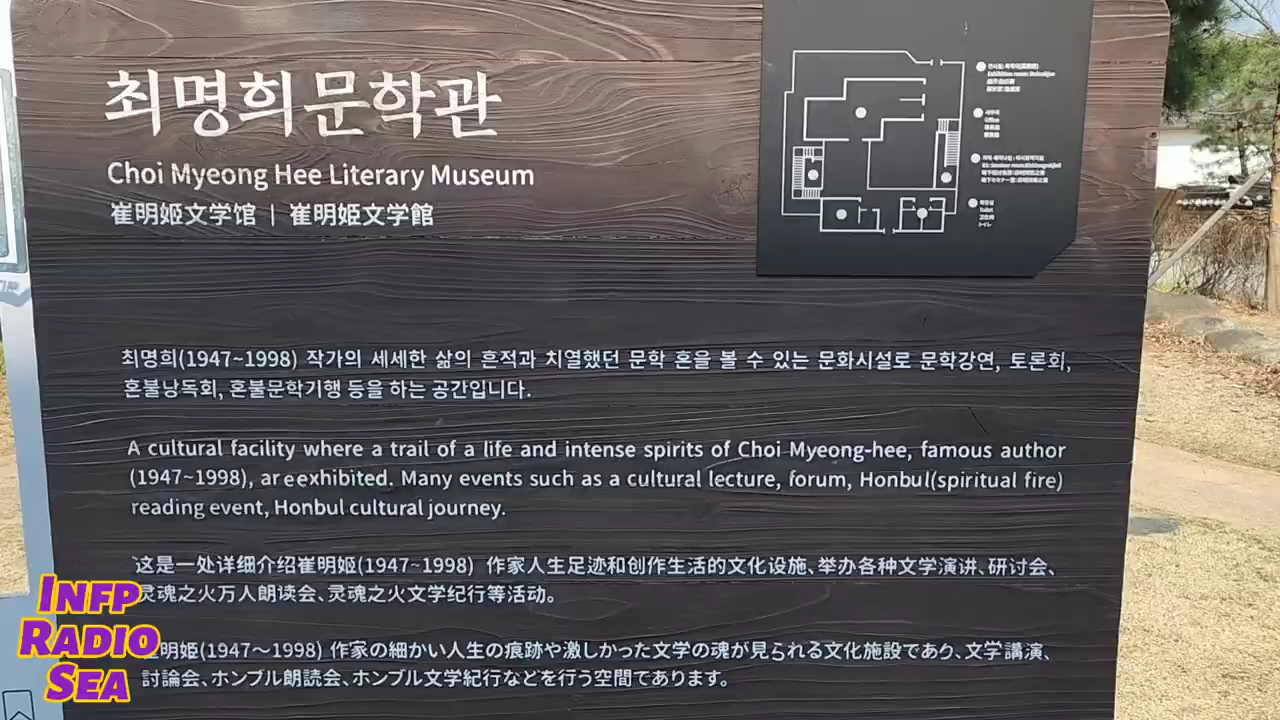 최명희문학관
Choi Myeong Hee Literary Museum
崔明姬文学馆 | 崔明姫文学館
최명희(1947~1998) 작가의 세세한 삶의 흔적과 치열했던 문학 혼을 볼 수 있는 문화시설로 문학강연, 토론회,
혼불낭독회, 혼불문학기행 등을 하는 공간입니다.
A cultural facility where a trail of a life and intense spirits of Choi Myeong-hee, famous author
(1947~1998), are exhibited. Many events such as a cultural lecture, forum, Honbul(spiritual fire)
reading event, Honbul cultural journey.
这是一处详细介绍崔明姬(1947~1998) 作家人生足迹和创作生活的文化设施、举办各种文学演讲、研讨会、
灵魂之火万人朗读会、灵魂之火文学纪行等活动。
明姫(1947～1998) 作家の細かい人生の痕跡や激しかった文学の魂が見られる文化施設であり、文学講演、
討論会、ホンブル朗読会、ホンブル文学紀行などを行う空間であります。
Office
Toilet
トイレ
INFP
RADIO
SEA